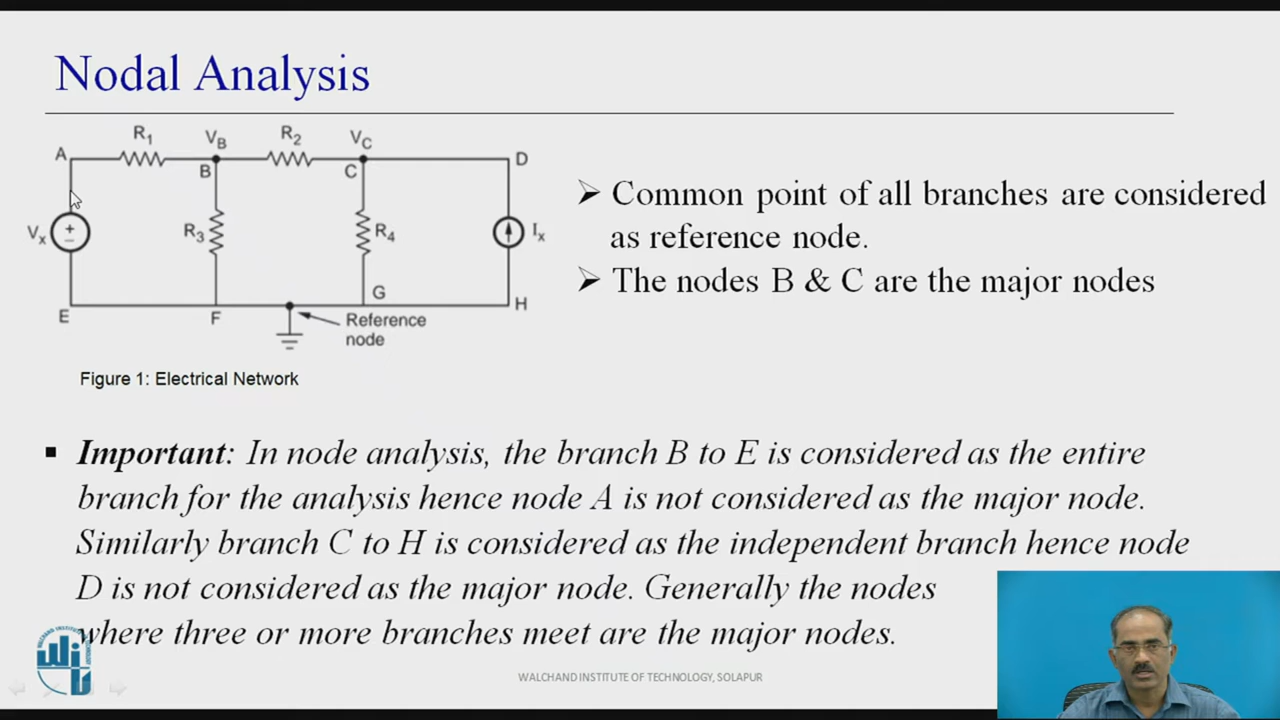 Nodal Analysis
R1
VB
R2
VC
A
B
C
D
Vx
R3
R4
Ix
E
F
G
H
Reference
node
Figure 1: Electrical Network
➢ Common point of all branches are considered
as reference node.
➢ The nodes B & C are the major nodes
▪ Important: In node analysis, the branch B to E is considered as the entire
branch for the analysis hence node A is not considered as the major node.
Similarly branch C to H is considered as the independent branch hence node
D is not considered as the major node. Generally the nodes
where three or more branches meet are the major nodes.
WALCHAND INSTITUTE OF TECHNOLOGY, SOLAPUR